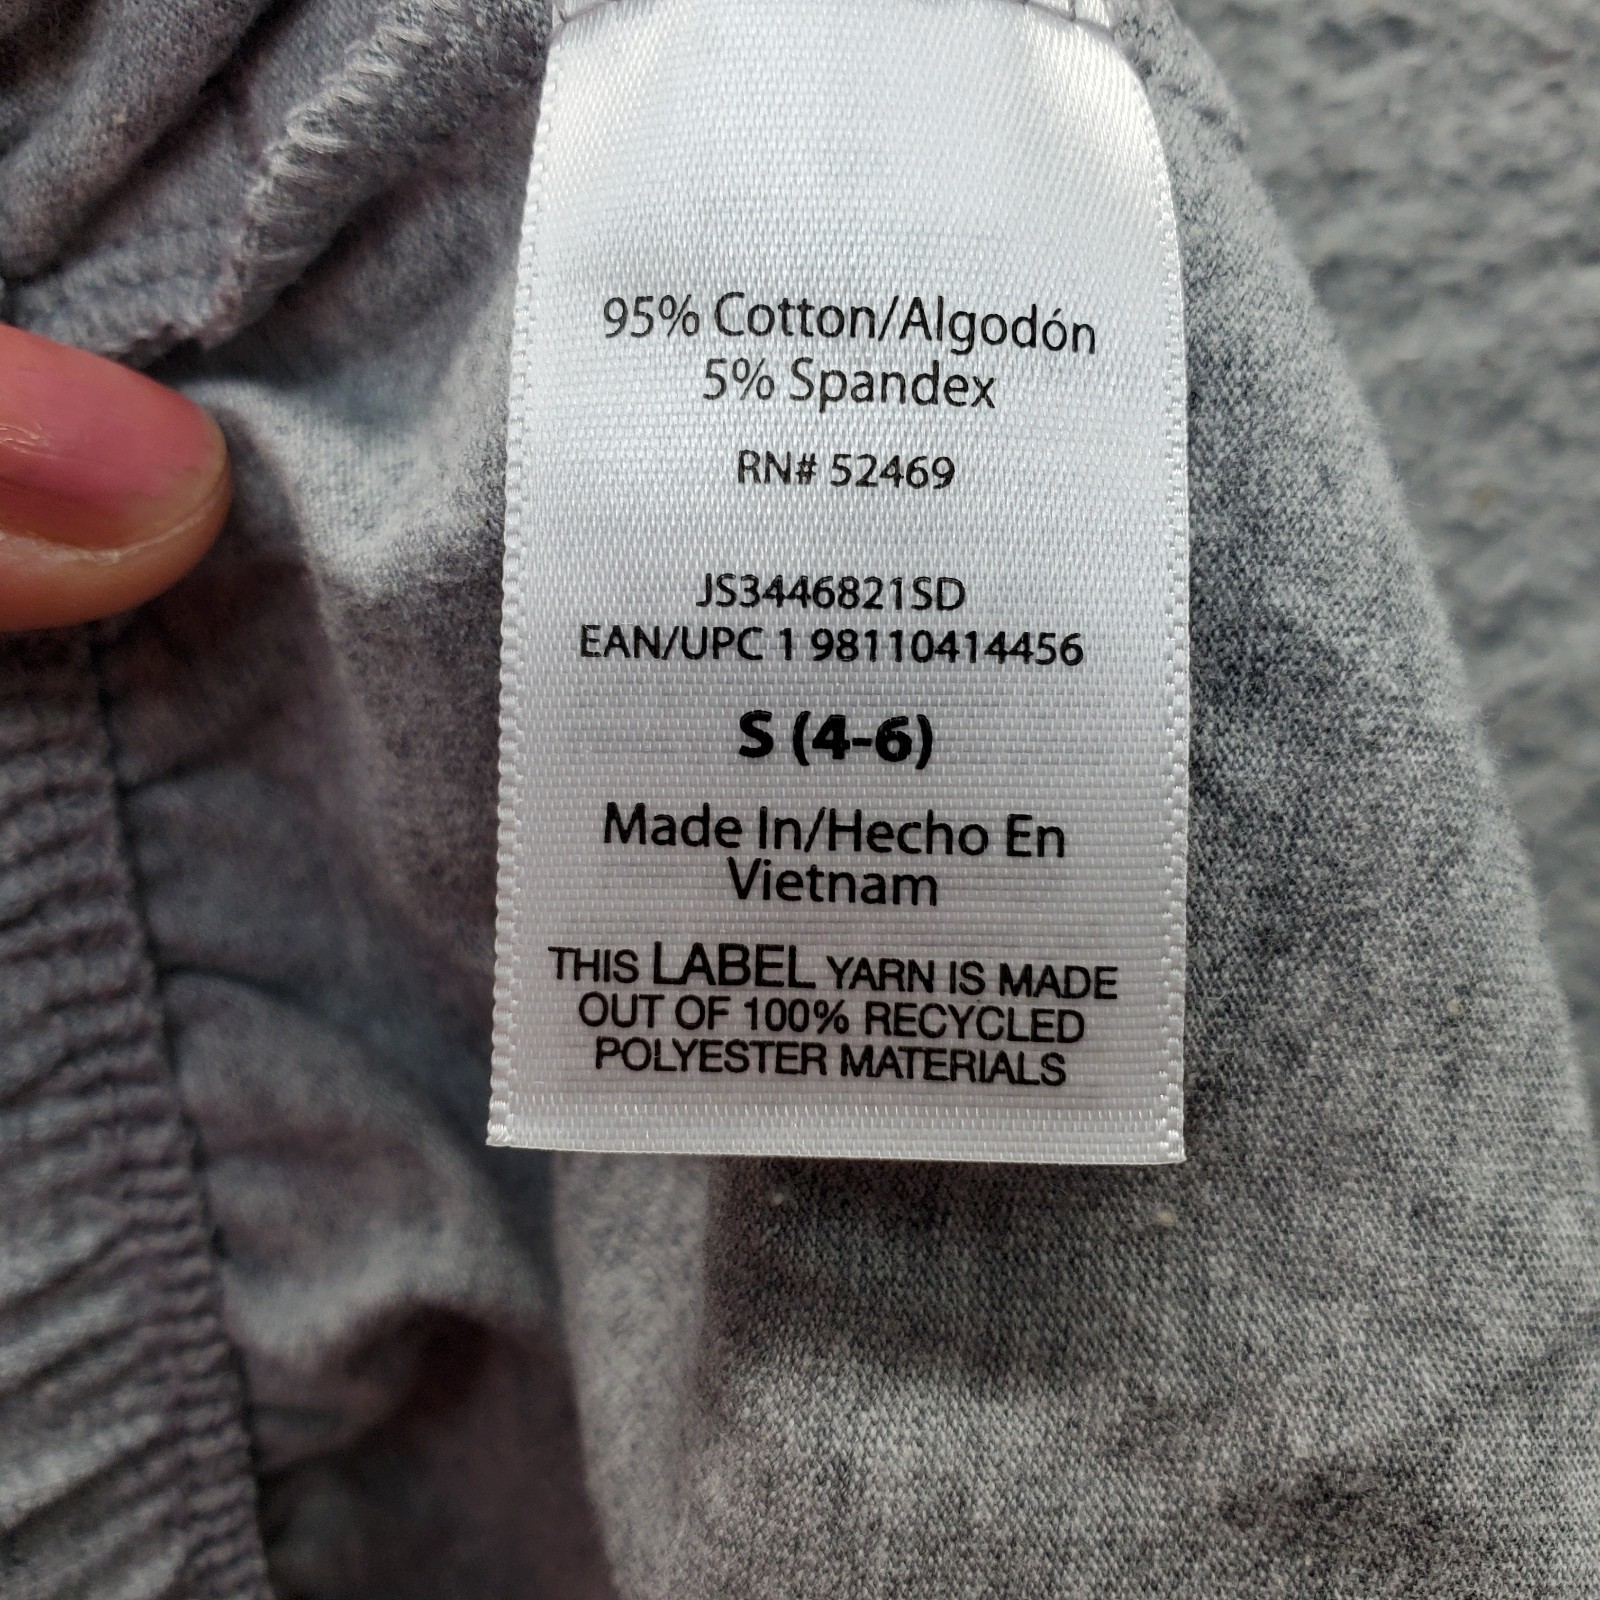 95% Cotton/Algodón
5% Spandex
RN# 52469
JS3446821SD
EAN/UPC 1 98110414456
S (4-6)
Made In/Hecho En
Vietnam
THIS LABEL YARN IS MADE
OUT OF 100% RECYCLED
POLYESTER MATERIALS